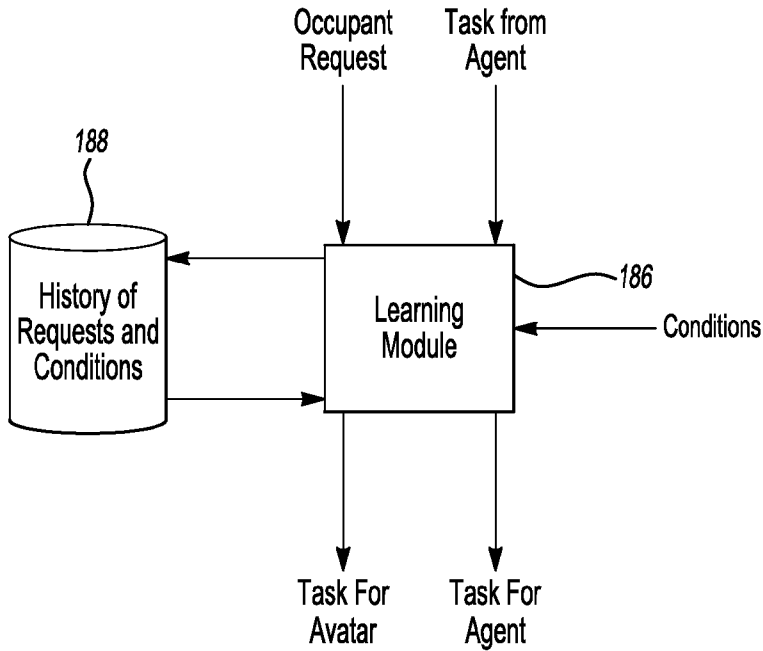 Occupant
Request
Task from
Agent
188
History of
Requests and
Conditions
Learning
Module
186
Conditions
Task For
Avatar
Task For
Agent